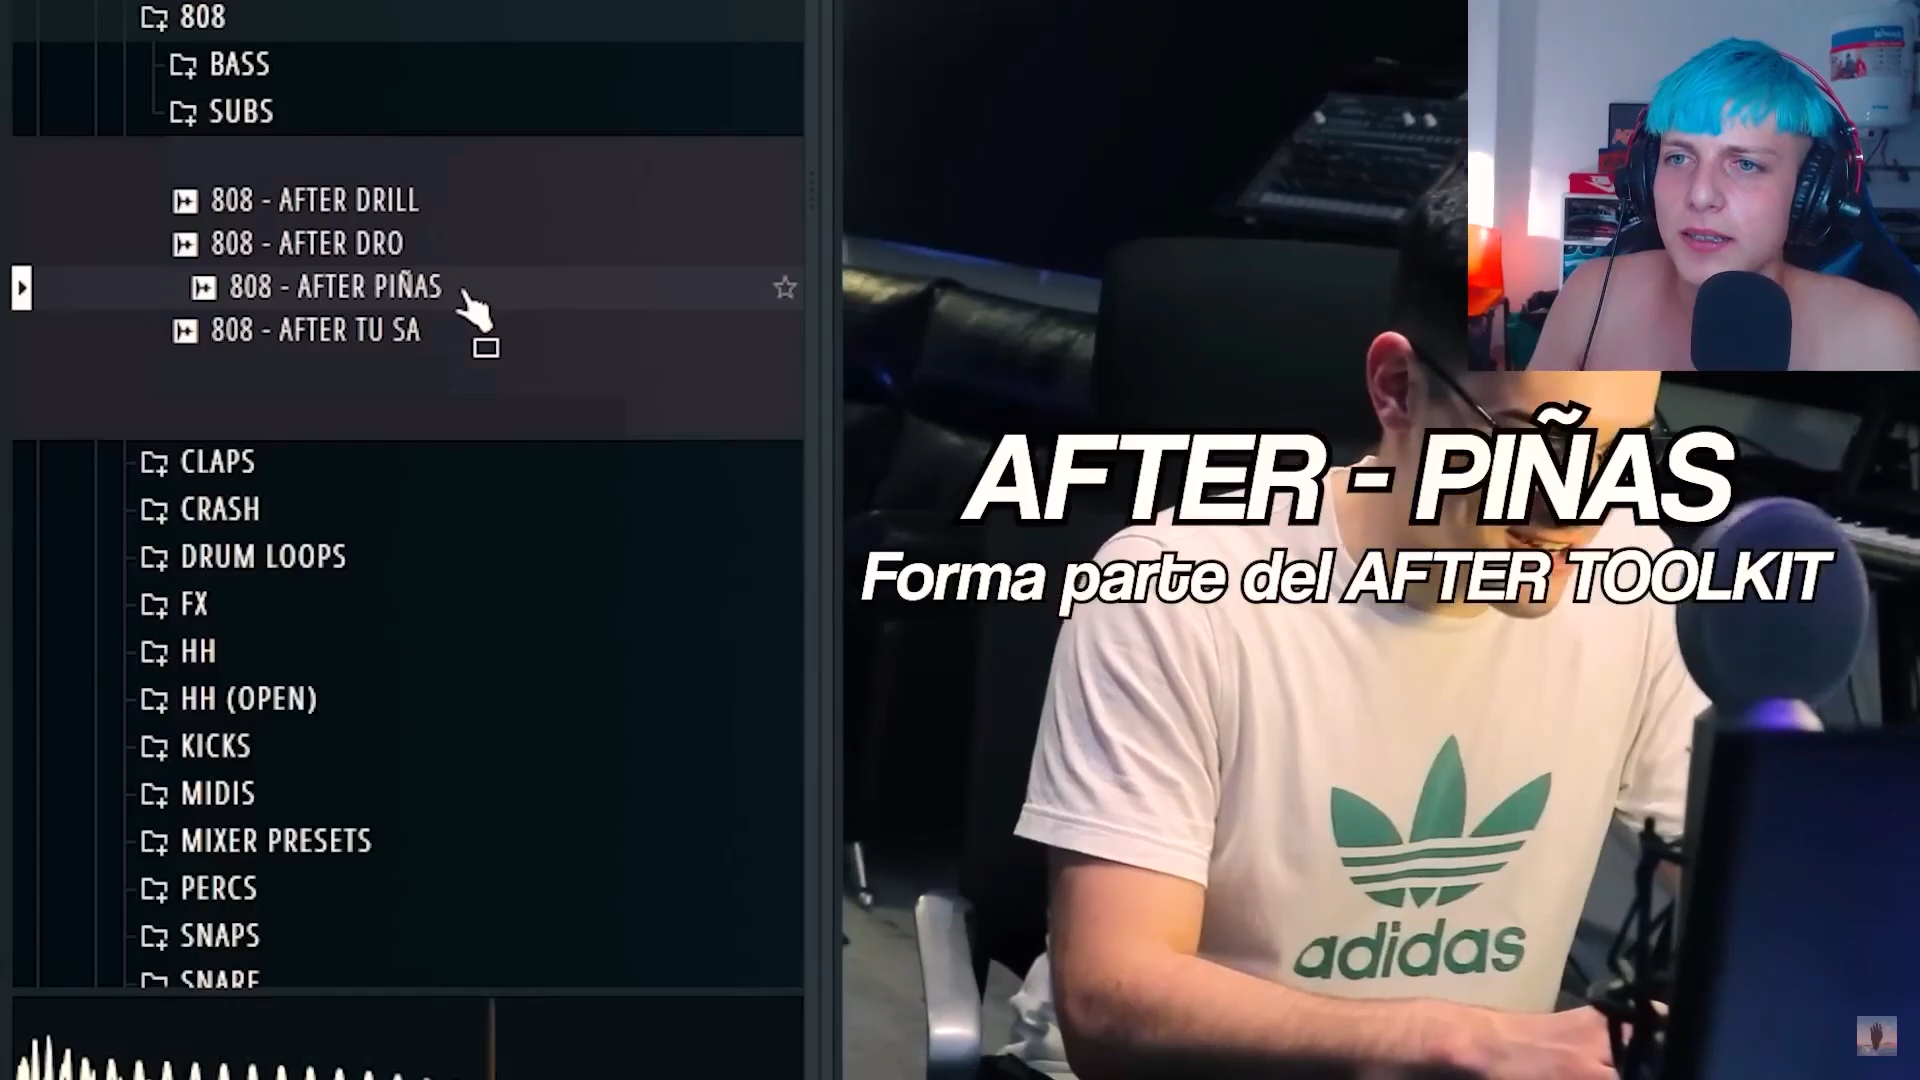 808
BASS
SUBS
808 - AFTER DRILL
808 - AFTER DRO
808 - AFTER PIÑAS
808 - AFTER TU SA
CLAPS
CRASH
DRUM LOOPS
FX
HH
HH (OPEN)
KICKS
MIDIS
MIXER PRESETS
PERCS
SNAPS
SNARE
AFTER - PIÑAS
Forma parte del AFTER TOOLKIT
adidas